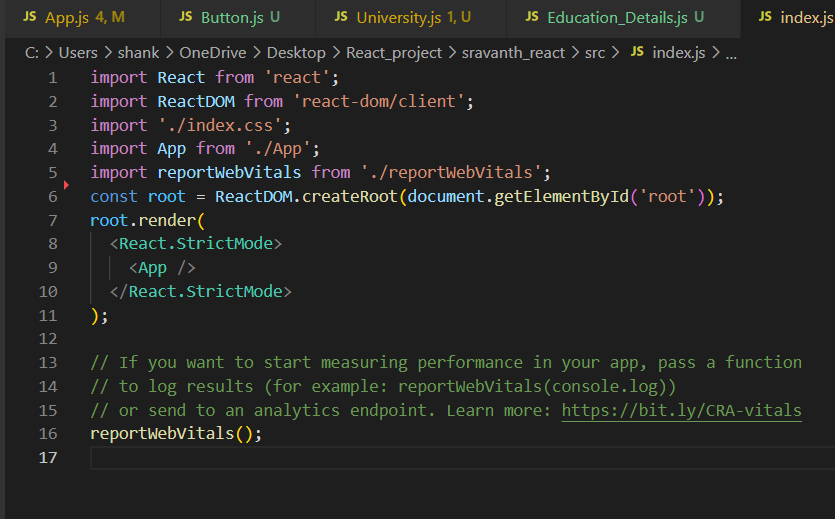 JS App.js 4, M JS Button.js U JS University.js 1, U JS Education_Details.js U JS index.js
C: > Users > shank > OneDrive > Desktop > React_project > sravanth_react > src > JS index.js > ...
1 import React from 'react';
2 import ReactDOM from 'react-dom/client';
3 import './index.css';
4 import App from './App';
5 import reportWebVitals from './reportWebVitals';
6 const root = ReactDOM.createRoot(document.getElementById('root'));
7 root.render(
8   <React.StrictMode>
9     <App />
10   </React.StrictMode>
11 );
12
13 // If you want to start measuring performance in your app, pass a function
14 // to log results (for example: reportWebVitals(console.log))
15 // or send to an analytics endpoint. Learn more: https://bit.ly/CRA-vitals
16 reportWebVitals();
17